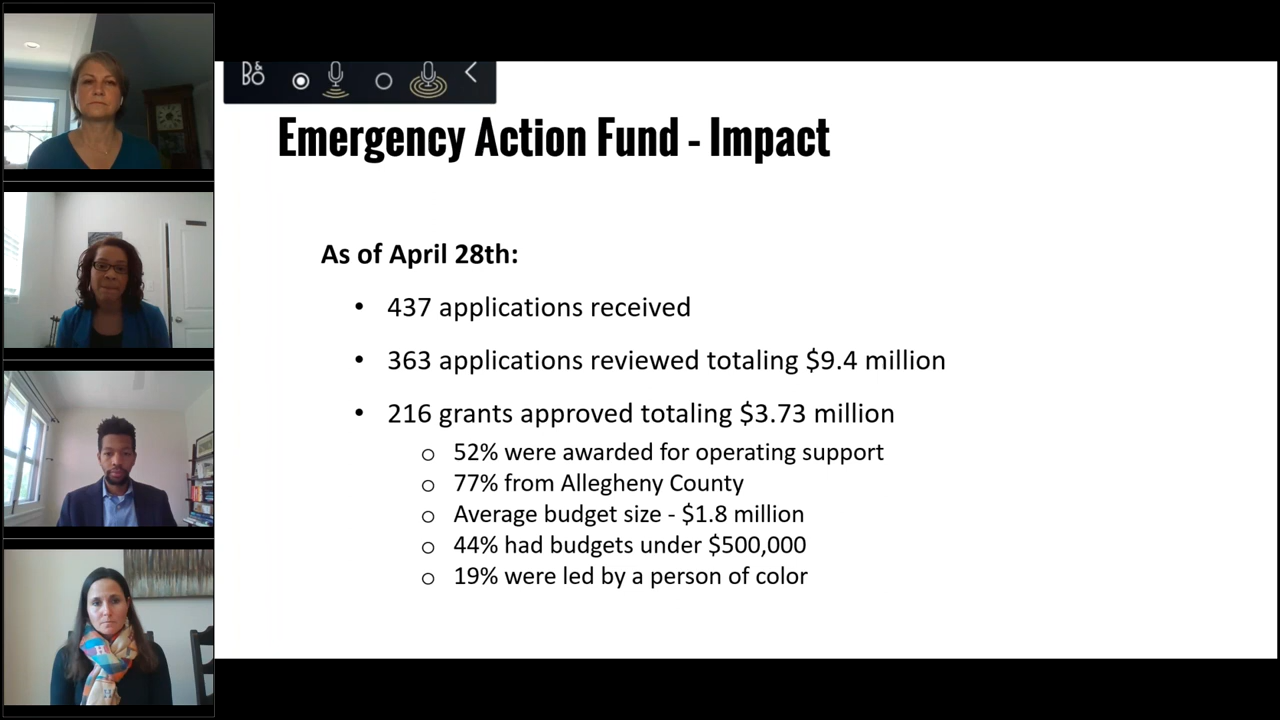 Emergency Action Fund - Impact
As of April 28th:
• 437 applications received
• 363 applications reviewed totaling $9.4 million
• 216 grants approved totaling $3.73 million
o 52% were awarded for operating support
o 77% from Allegheny County
o Average budget size - $1.8 million
o 44% had budgets under $500,000
o 19% were led by a person of color